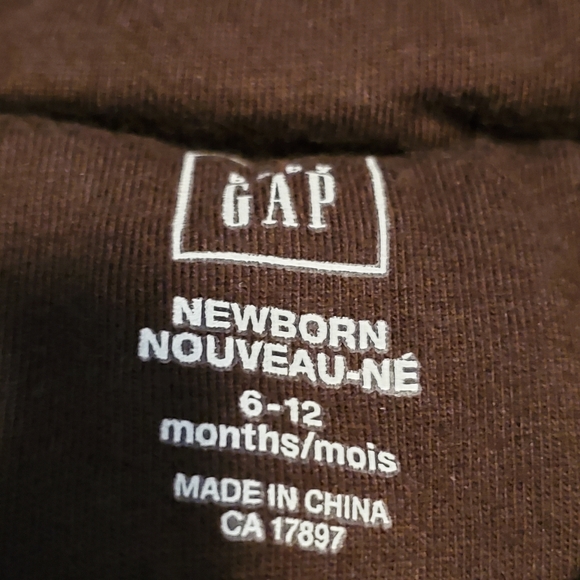 GAP
NEWBORN
NOUVEAU-NÉ
6-12
months/mois
MADE IN CHINA
CA 17897